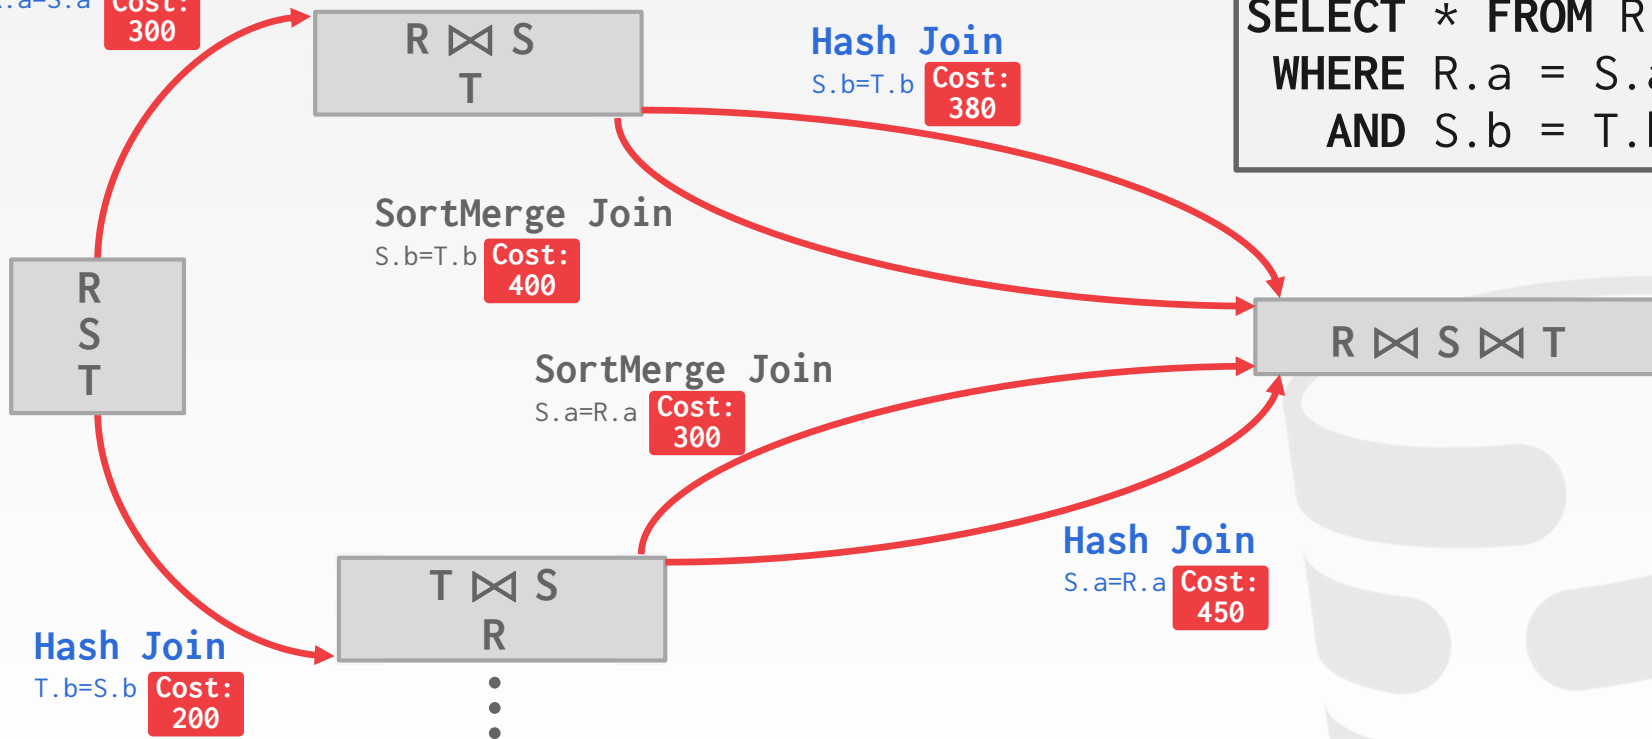 .a=S.a
Cost:
300
R ⋈ S
T
Hash Join
S.b=T.b
Cost:
380
SELECT * FROM R
WHERE R.a = S.a
AND S.b = T.b
SortMerge Join
S.b=T.b
Cost:
400
R
S
T
R ⋈ S ⋈ T
SortMerge Join
S.a=R.a
Cost:
300
Hash Join
S.a=R.a
Cost:
450
T ⋈ S
R
Hash Join
T.b=S.b
Cost:
200